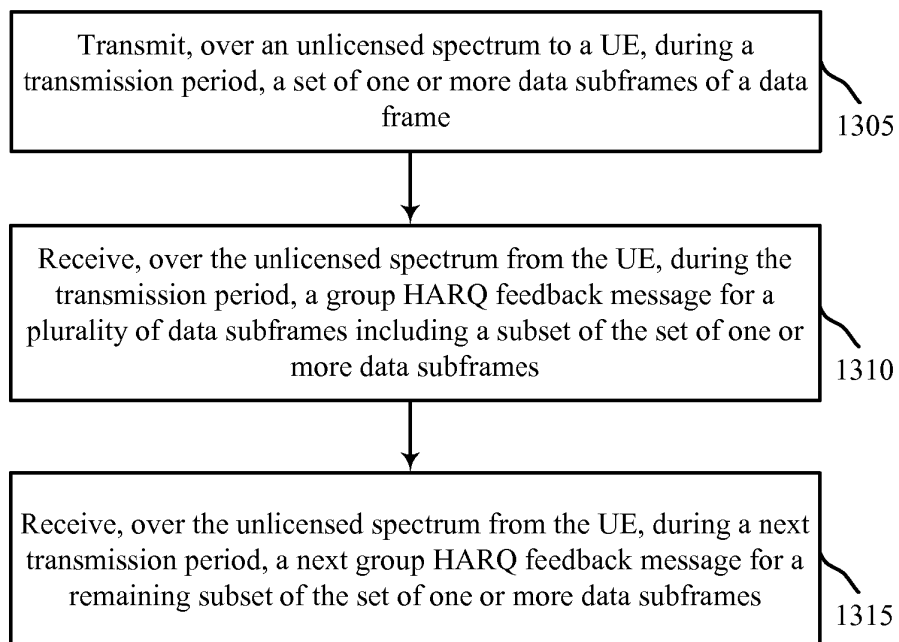 Transmit, over an unlicensed spectrum to a UE, during a
transmission period, a set of one or more data subframes of a data
frame
1305
Receive, over the unlicensed spectrum from the UE, during the
transmission period, a group HARQ feedback message for a
plurality of data subframes including a subset of the set of one or
more data subframes
1310
Receive, over the unlicensed spectrum from the UE, during a next
transmission period, a next group HARQ feedback message for a
remaining subset of the set of one or more data subframes
1315